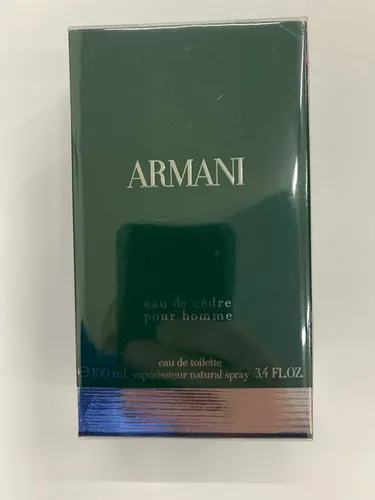 ARMANI
eau de cèdre
pour homme
eau de toilette
℮ 100 ml vaporisateur natural spray 3.4 FL.OZ